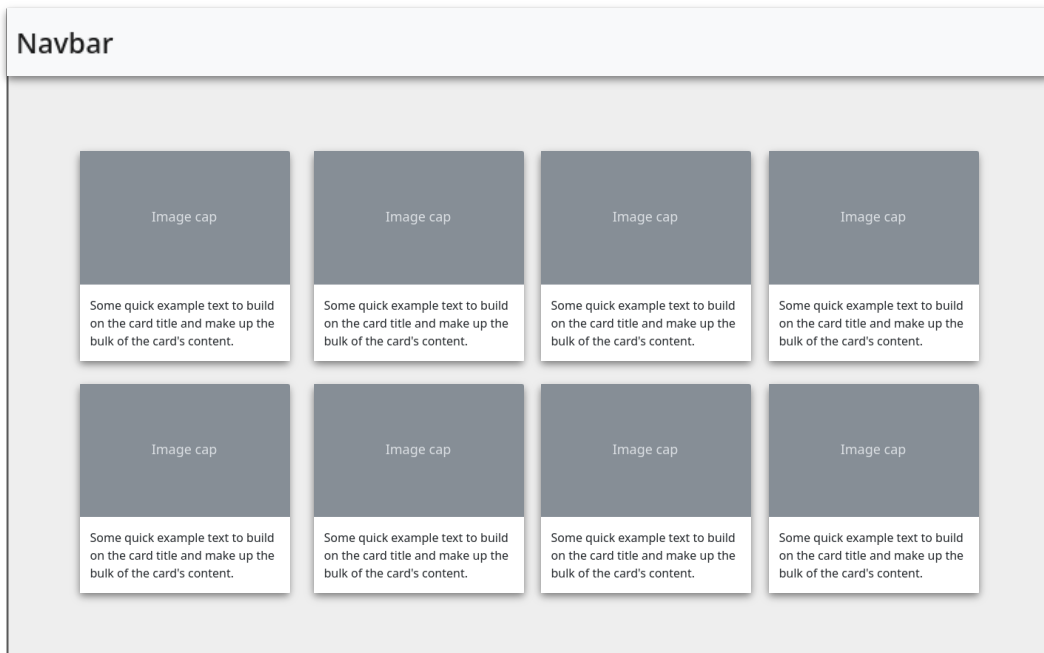 Navbar
Image cap
Image cap
Image cap
Image cap
Some quick example text to build
on the card title and make up the
bulk of the card's content.
Some quick example text to build
on the card title and make up the
bulk of the card's content.
Some quick example text to build
on the card title and make up the
bulk of the card's content.
Some quick example text to build
on the card title and make up the
bulk of the card's content.
Image cap
Image cap
Image cap
Image cap
Some quick example text to build
on the card title and make up the
bulk of the card's content.
Some quick example text to build
on the card title and make up the
bulk of the card's content.
Some quick example text to build
on the card title and make up the
bulk of the card's content.
Some quick example text to build
on the card title and make up the
bulk of the card's content.